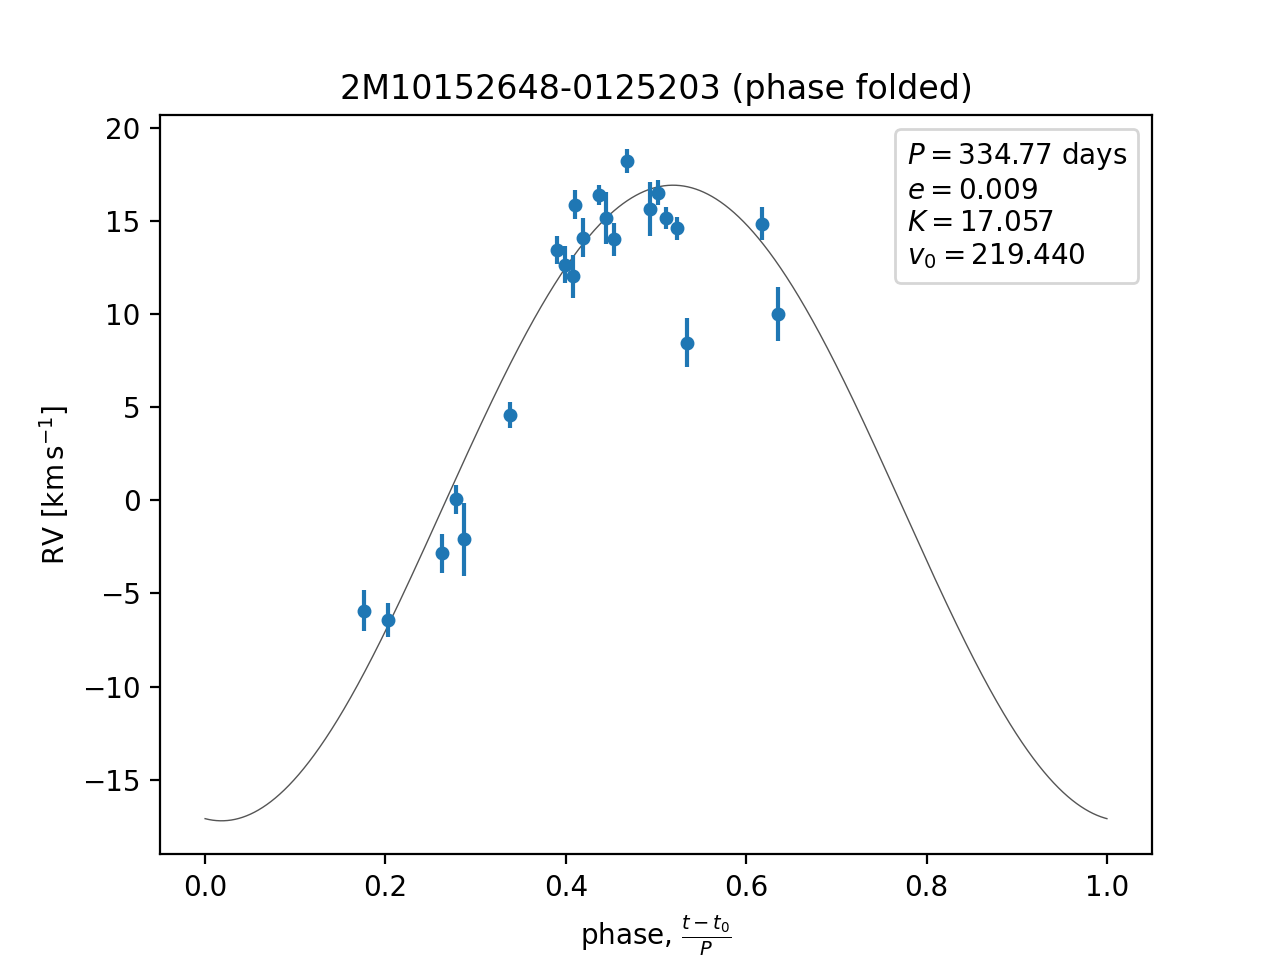 2M10152648-0125203 (phase folded)
P = 334.77 days
e = 0.009
K = 17.057
v₀ = 219.440
RV [km s⁻¹]
20
15
10
5
0
−5
−10
−15
0.0 0.2 0.4 0.6 0.8 1.0
phase, (t − t₀)/P